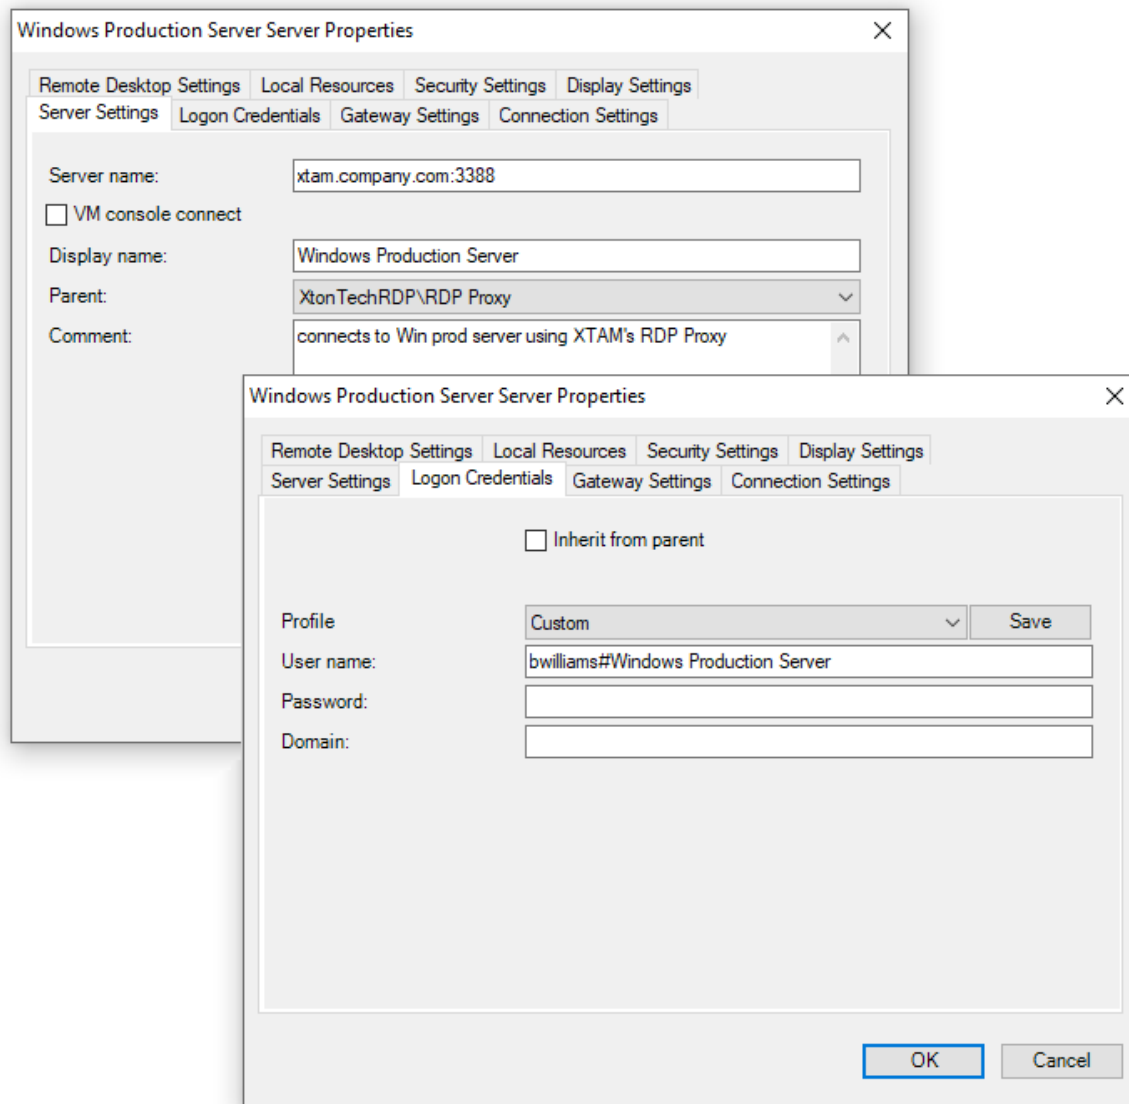 Windows Production Server Server Properties
Remote Desktop Settings Local Resources Security Settings Display Settings
Server Settings Logon Credentials Gateway Settings Connection Settings
Server name: xtam.company.com:3388
VM console connect
Display name: Windows Production Server
Parent: XtonTechRDP\RDP Proxy
Comment: connects to Win prod server using XTAM's RDP Proxy
Windows Production Server Server Properties
Remote Desktop Settings Local Resources Security Settings Display Settings
Server Settings Logon Credentials Gateway Settings Connection Settings
Inherit from parent
Profile Custom Save
User name: bwilliams#Windows Production Server
Password:
Domain:
OK Cancel